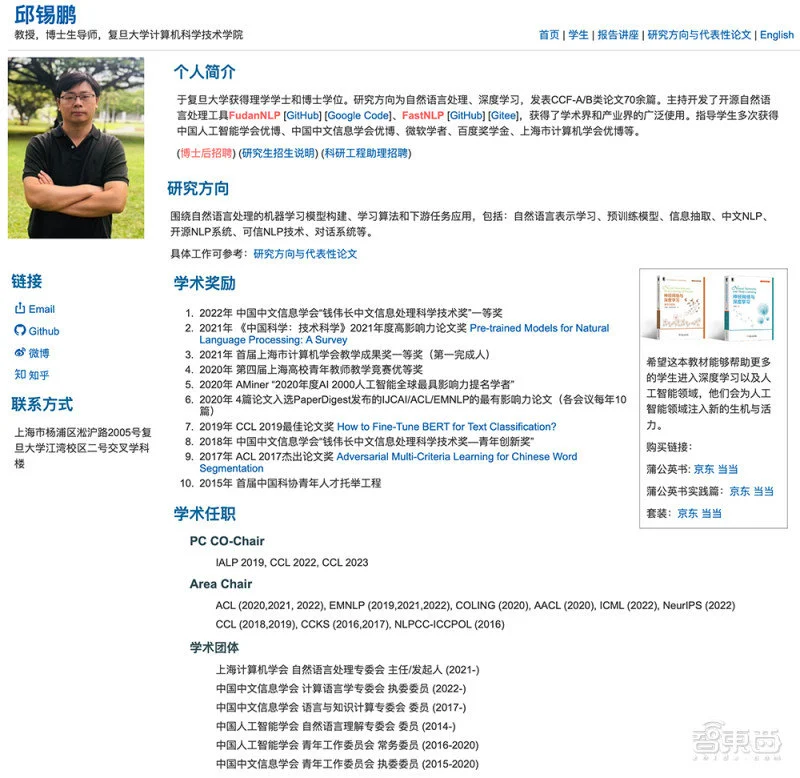 邱锡鹏
教授，博士生导师，复旦大学计算机科学技术学院
首页 | 学生 | 报告讲座 | 研究方向与代表性论文 | English
个人简介
于复旦大学获得理学学士和博士学位。研究方向为自然语言处理、深度学习，发表CCF-A/B类论文70余篇。主持开发了开源自然语
言处理工具FudanNLP [GitHub] [Google Code]、FastNLP [GitHub] [Gitee]，获得了学术界和产业界的广泛使用。指导学生多次获得
中国人工智能学会优博、中国中文信息学会优博、微软学者、百度奖学金、上海市计算机学会优博等。
(博士后招聘) (研究生招生说明) (科研工程助理招聘)
研究方向
围绕自然语言处理的机器学习模型构建、学习算法和下游任务应用，包括：自然语言表示学习、预训练模型、信息抽取、中文NLP、
开源NLP系统、可信NLP技术、对话系统等。
具体工作可参考：研究方向与代表性论文
链接
Email
Github
微博
知 知乎
联系方式
上海市杨浦区淞沪路2005号复
旦大学江湾校区二号交叉学科
楼
学术奖励
1. 2022年 中国中文信息学会“钱伟长中文信息处理科学技术奖”一等奖
2. 2021年 《中国科学：技术科学》2021年度高影响力论文奖 Pre-trained Models for Natural
Language Processing: A Survey
3. 2021年 首届上海市计算机学会教学成果奖一等奖（第一完成人）
4. 2020年 第四届上海高校青年教师教学竞赛优等奖
5. 2020年 AMiner “2020年度AI 2000人工智能全球最具影响力提名学者”
6. 2020年 4篇论文入选PaperDigest发布的IJCAI/ACL/EMNLP的最有影响力论文（各会议每年10
篇）
7. 2019年 CCL 2019最佳论文奖 How to Fine-Tune BERT for Text Classification?
8. 2018年 中国中文信息学会“钱伟长中文信息处理科学技术奖—青年创新奖”
9. 2017年 ACL 2017杰出论文奖 Adversarial Multi-Criteria Learning for Chinese Word
Segmentation
10. 2015年 首届中国科协青年人才托举工程
神经网络与
深度学习
神经网络与
深度学习
希望这本教材能够帮助更多
的学生进入深度学习以及人
工智能领域，他们会为人工
智能领域注入新的生机与活
力。
购买链接：
蒲公英书: 京东 当当
蒲公英书实践篇： 京东 当当
套装： 京东 当当
学术任职
PC CO-Chair
IALP 2019, CCL 2022, CCL 2023
Area Chair
ACL (2020,2021, 2022), EMNLP (2019,2021,2022), COLING (2020), AACL (2020), ICML (2022), NeurIPS (2022)
CCL (2018,2019), CCKS (2016,2017), NLPCC-ICCPOL (2016)
学术团体
上海计算机学会 自然语言处理专委会 主任/发起人 (2021-)
中国中文信息学会 计算语言学专委会 执委委员 (2022-)
中国中文信息学会 语言与知识计算专委会 委员 (2017-)
中国人工智能学会 自然语言理解专委会 委员 (2014-)
中国人工智能学会 青年工作委员会 常务委员 (2016-2020)
中国中文信息学会 青年工作委员会 执委委员 (2015-2020)
智東西